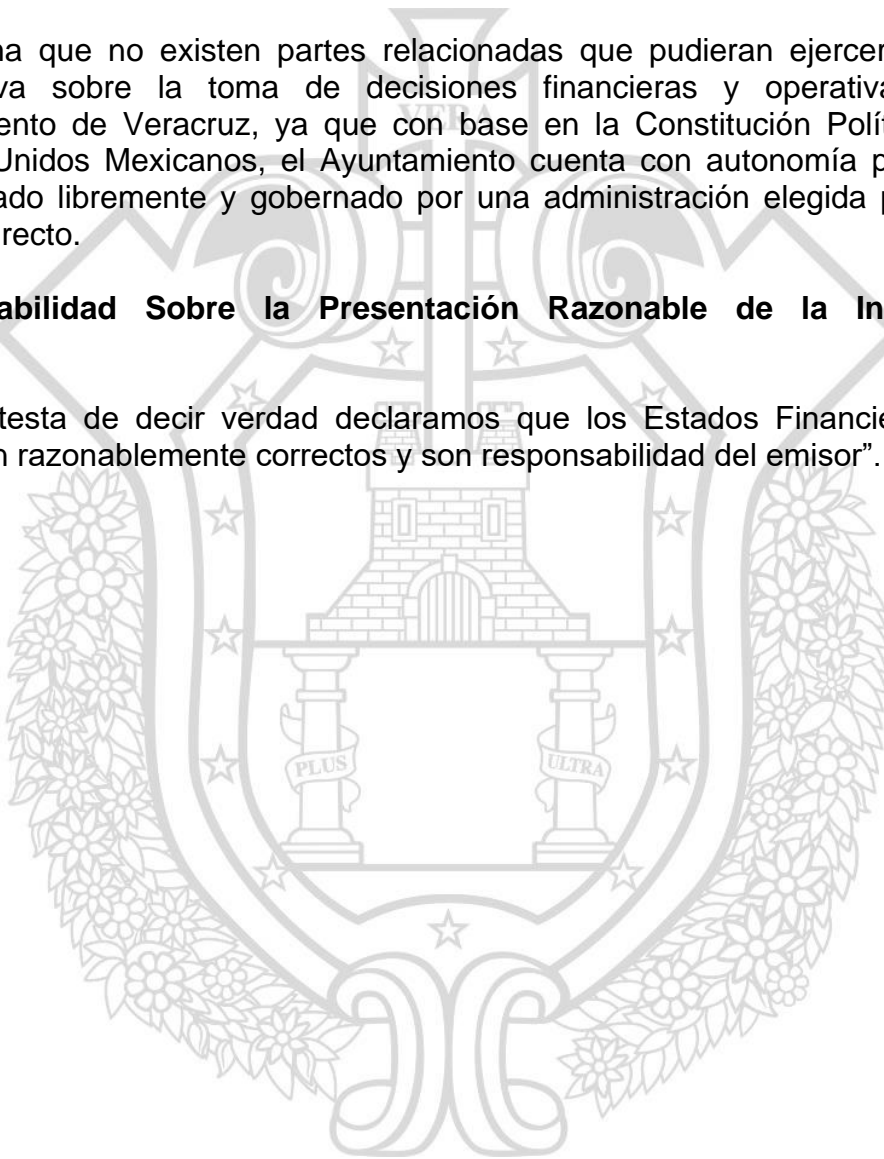 na que no existen partes relacionadas que pudieran ejercer
va sobre la toma de decisiones financieras y operativa
ento de Veracruz, ya que con base en la Constitución Polít
Unidos Mexicanos, el Ayuntamiento cuenta con autonomía p
ado libremente y gobernado por una administración elegida p
recto.
abilidad Sobre la Presentación Razonable de la In
testa de decir verdad declaramos que los Estados Financie
n razonablemente correctos y son responsabilidad del emisor”.
VERA
PLUS ULTRA